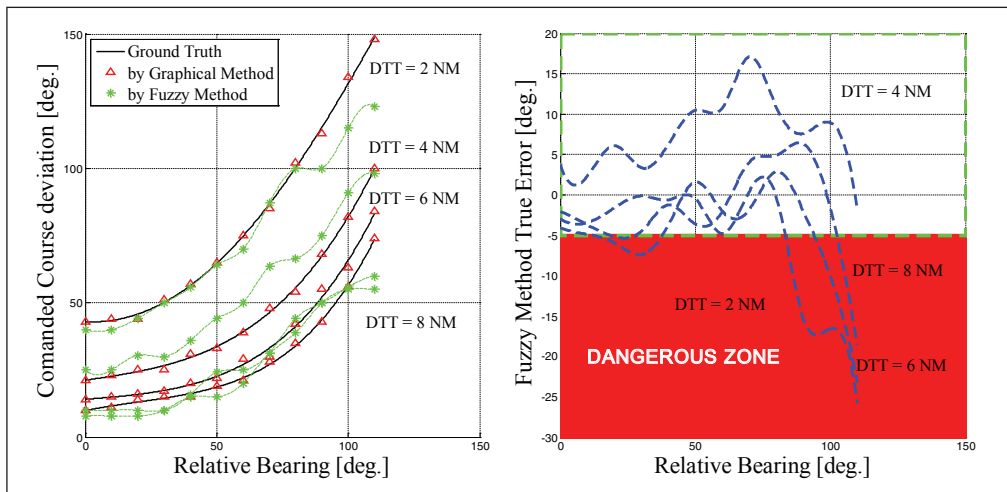 Comanded Course deviation [deg.]
150
100
50
0
0
50
100
150
Relative Bearing [deg.]
Ground Truth
by Graphical Method
by Fuzzy Method
DTT = 2 NM
DTT = 4 NM
DTT = 6 NM
DTT = 8 NM
Fuzzy Method True Error [deg.]
20
15
10
5
0
-5
-10
-15
-20
-25
-30
0
50
100
150
Relative Bearing [deg.]
DTT = 4 NM
DTT = 8 NM
DTT = 2 NM
DANGEROUS ZONE
DTT = 6 NM